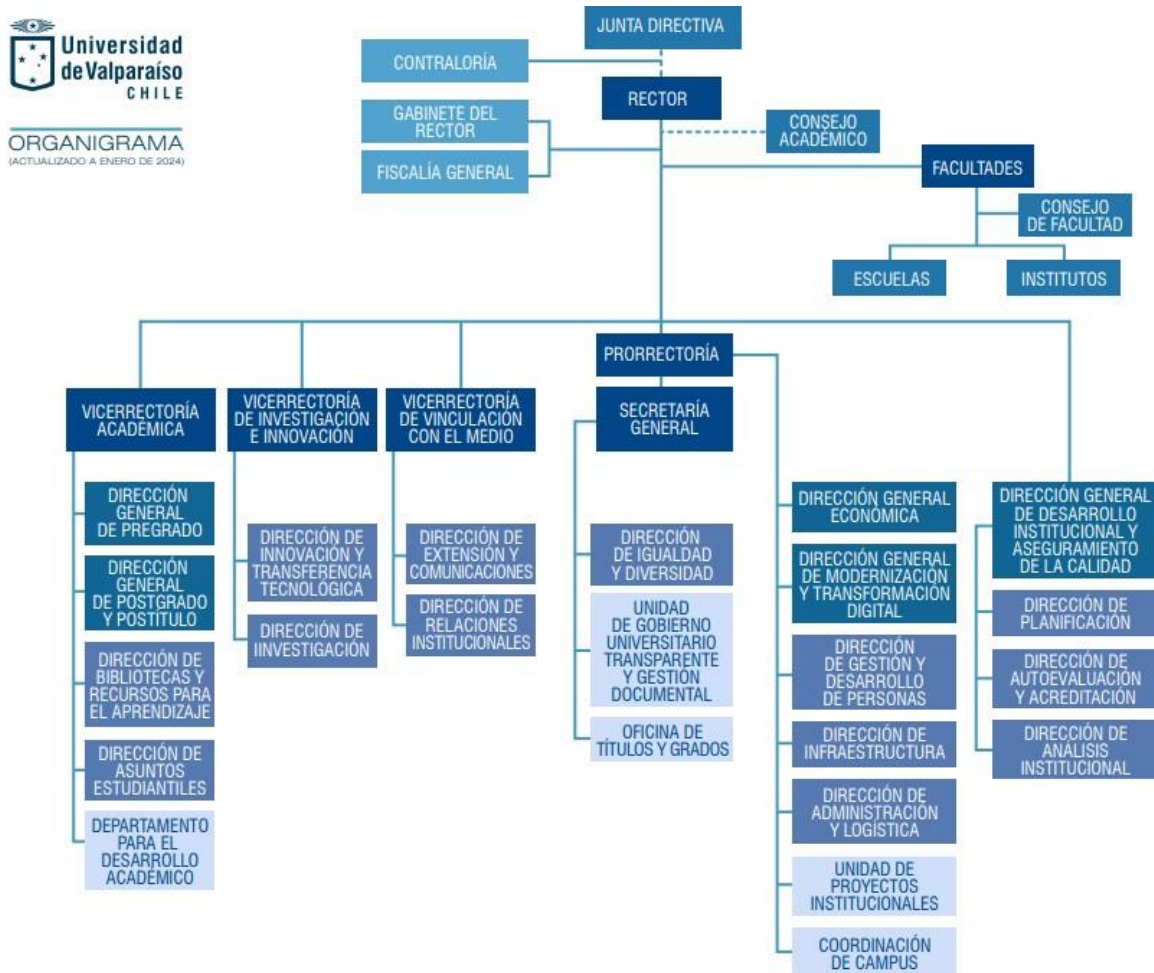 Universidad
de Valparaíso
CHILE
ORGANIGRAMA
(ACTUALIZADO A ENERO DE 2024)
JUNTA DIRECTIVA
CONTRALORÍA
RECTOR
GABINETE DEL
RECTOR
CONSEJO
ACADÉMICO
FISCALÍA GENERAL
FACULTADES
CONSEJO
DE FACULTAD
ESCUELAS
INSTITUTOS
PRORRECTORÍA
VICERRECTORÍA
ACADÉMICA
VICERRECTORÍA
DE INVESTIGACIÓN
E INNOVACIÓN
VICERRECTORÍA
DE VINCULACIÓN
CON EL MEDIO
SECRETARÍA
GENERAL
DIRECCIÓN
GENERAL
DE PREGRADO
DIRECCIÓN
GENERAL
DE POSTGRADO
Y POSTÍTULO
DIRECCIÓN DE
BIBLIOTECAS Y
RECURSOS PARA
EL APRENDIZAJE
DIRECCIÓN DE
ASUNTOS
ESTUDIANTILES
DEPARTAMENTO
PARA EL
DESARROLLO
ACADÉMICO
DIRECCIÓN DE
INNOVACIÓN Y
TRANSFERENCIA
TECNOLÓGICA
DIRECCIÓN DE
IINVESTIGACIÓN
DIRECCIÓN DE
EXTENSIÓN Y
COMUNICACIONES
DIRECCIÓN DE
RELACIONES
INSTITUCIONALES
DIRECCIÓN
DE IGUALDAD
Y DIVERSIDAD
UNIDAD
DE GOBIERNO
UNIVERSITARIO
TRANSPARENTE
Y GESTIÓN
DOCUMENTAL
OFICINA DE
TÍTULOS Y GRADOS
DIRECCIÓN GENERAL
ECONÓMICA
DIRECCIÓN GENERAL
DE MODERNIZACIÓN
Y TRANSFORMACIÓN
DIGITAL
DIRECCIÓN
DE GESTIÓN Y
DESARROLLO
DE PERSONAS
DIRECCIÓN DE
INFRAESTRUCTURA
DIRECCIÓN DE
ADMINISTRACIÓN
Y LOGÍSTICA
UNIDAD DE
PROYECTOS
INSTITUCIONALES
COORDINACIÓN
DE CAMPUS
DIRECCIÓN GENERAL
DE DESARROLLO
INSTITUCIONAL Y
ASEGURAMIENTO
DE LA CALIDAD
DIRECCIÓN DE
PLANIFICACIÓN
DIRECCIÓN DE
AUTOEVALUACIÓN
Y ACREDITACIÓN
DIRECCIÓN DE
ANÁLISIS
INSTITUCIONAL